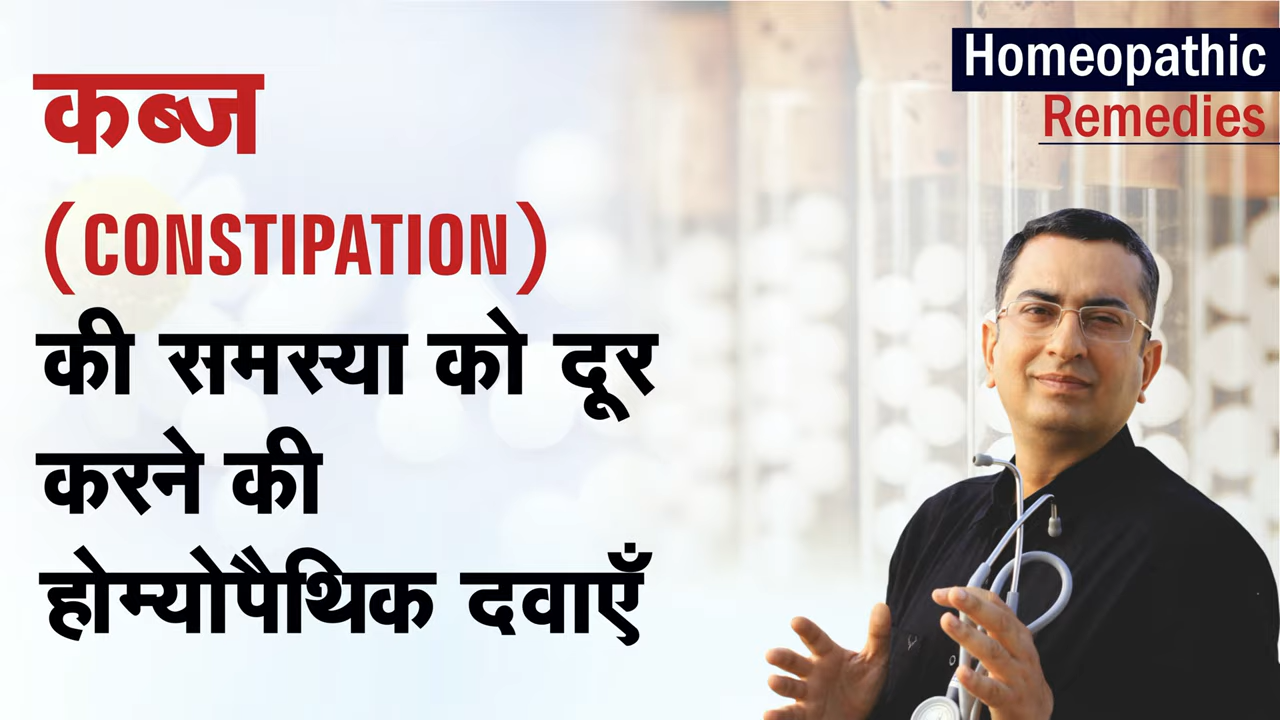 Homeopathic
Remedies
कब्ज
(CONSTIPATION)
की समस्या को दूर
करने की
होम्योपैथिक दवाएँ